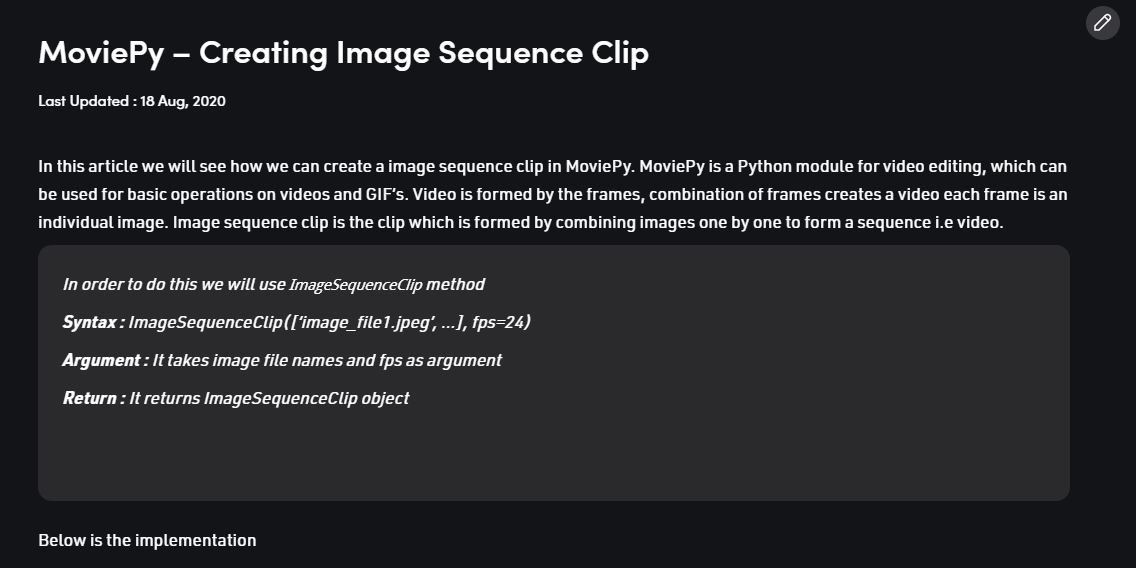 MoviePy – Creating Image Sequence Clip
Last Updated : 18 Aug, 2020
In this article we will see how we can create a image sequence clip in MoviePy. MoviePy is a Python module for video editing, which can
be used for basic operations on videos and GIF’s. Video is formed by the frames, combination of frames creates a video each frame is an
individual image. Image sequence clip is the clip which is formed by combining images one by one to form a sequence i.e video.
In order to do this we will use ImageSequenceClip method
Syntax : ImageSequenceClip([‘image_file1.jpeg’, …], fps=24)
Argument : It takes image file names and fps as argument
Return : It returns ImageSequenceClip object
Below is the implementation